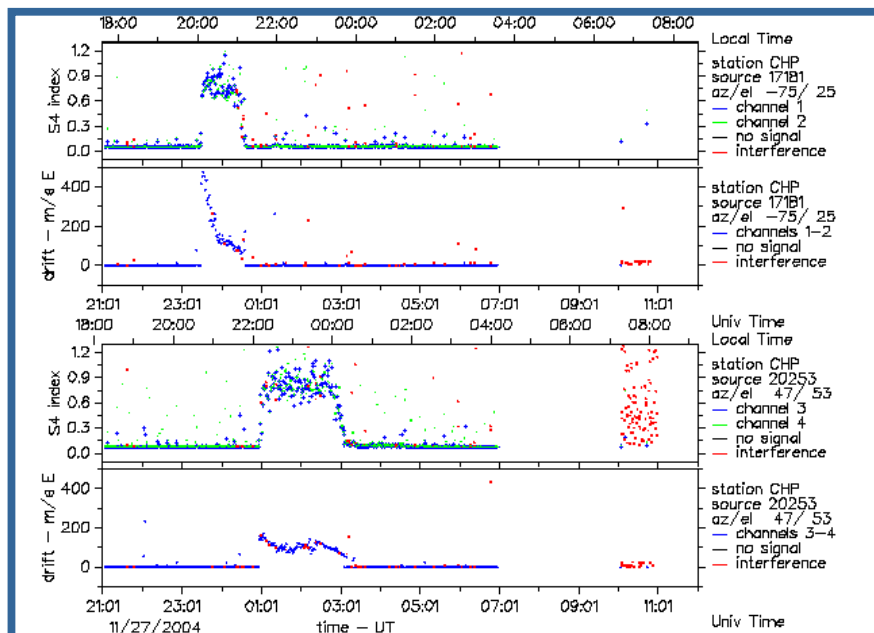 18:00 20:00 22:00 00:00 02:00 04:00 06:00 08:00
Local Time
1.2
0.9
0.6
0.3
0.0
S4 index
station CHP
source 17181
az/el -75/ 25
channel 1
channel 2
no signal
interference
400
200
0
drift - m/s E
station CHP
source 17181
az/el -75/ 25
channels 1-2
no signal
interference
21:01 23:01 01:01 03:01 05:01 07:01 09:01 11:01
Univ Time
18:00 20:00 22:00 00:00 02:00 04:00 06:00 08:00
Local Time
1.2
0.9
0.6
0.3
0.0
S4 index
station CHP
source 20253
az/el 47/ 53
channel 3
channel 4
no signal
interference
400
200
0
drift - m/s E
station CHP
source 20253
az/el 47/ 53
channels 3-4
no signal
interference
21:01 23:01 01:01 03:01 05:01 07:01 09:01 11:01
11/27/2004 time - UT Univ Time